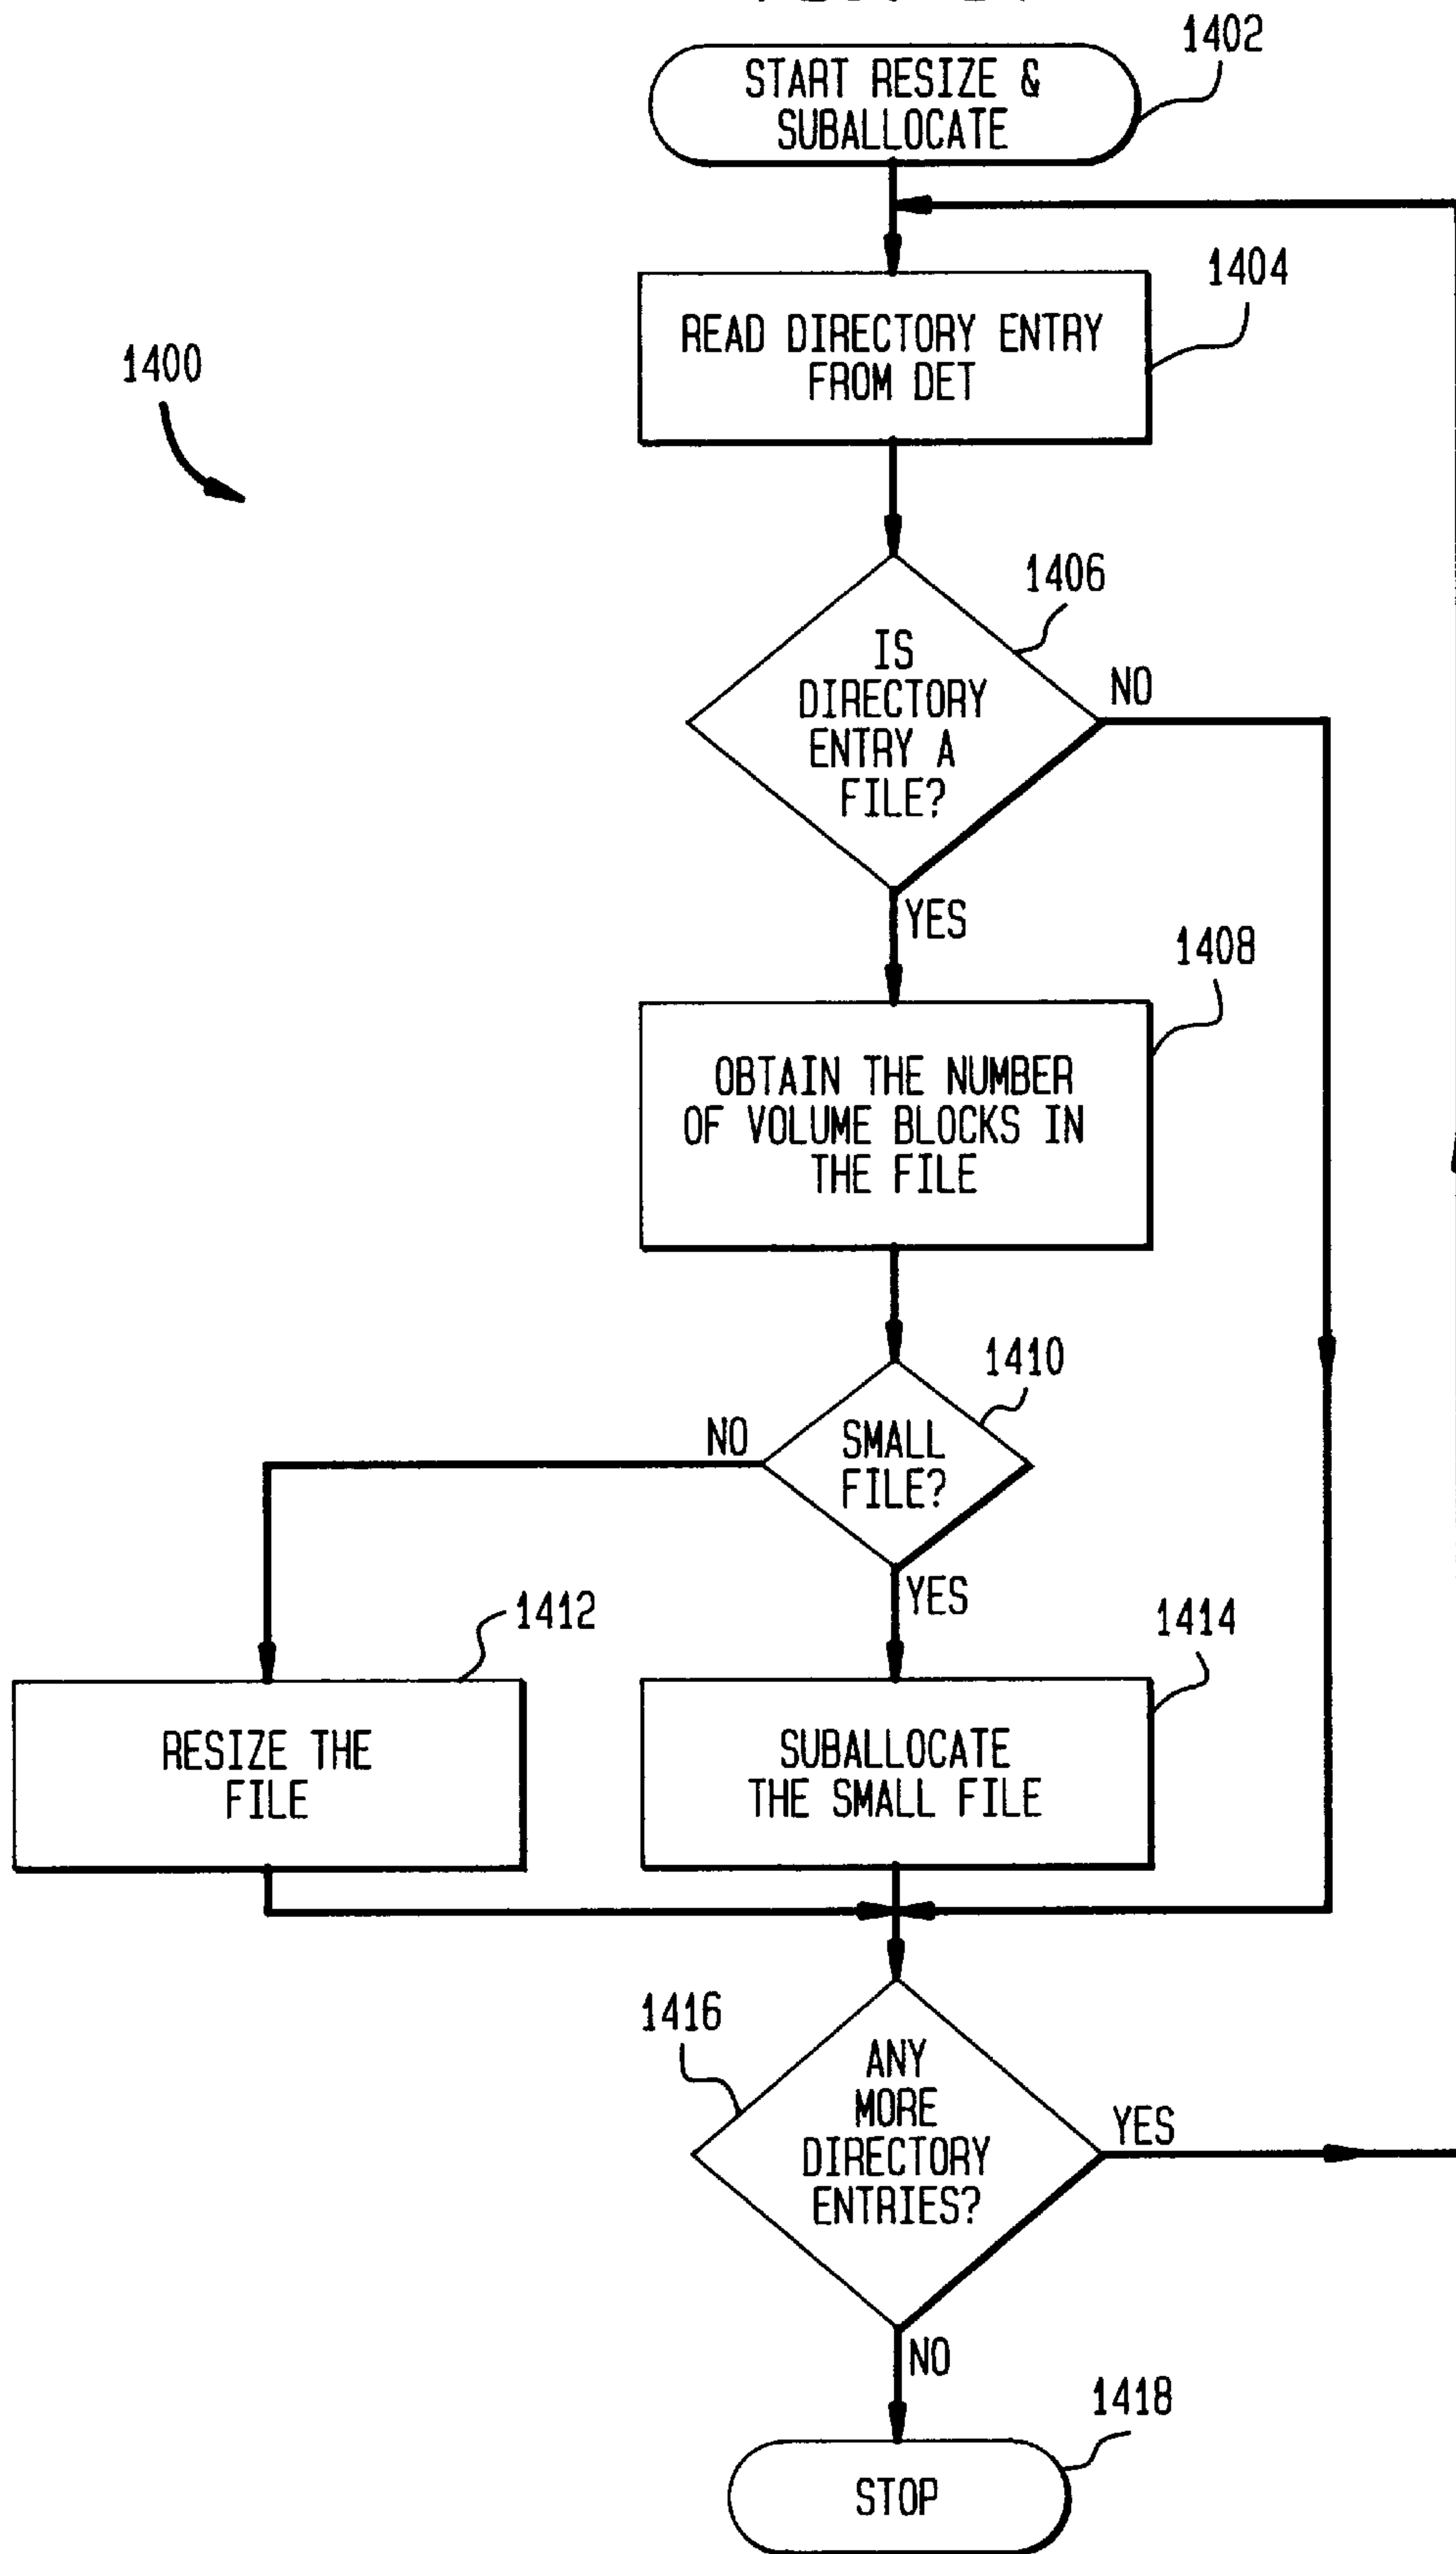 1402
START RESIZE &
SUBALLOCATE
1404
READ DIRECTORY ENTRY
FROM DET
1400
1406
IS
DIRECTORY
ENTRY A
FILE?
NO
YES
1408
OBTAIN THE NUMBER
OF VOLUME BLOCKS IN
THE FILE
1410
SMALL
FILE?
NO
YES
1412
1414
RESIZE THE
FILE
SUBALLOCATE
THE SMALL FILE
1416
ANY
MORE
DIRECTORY
ENTRIES?
YES
NO
1418
STOP